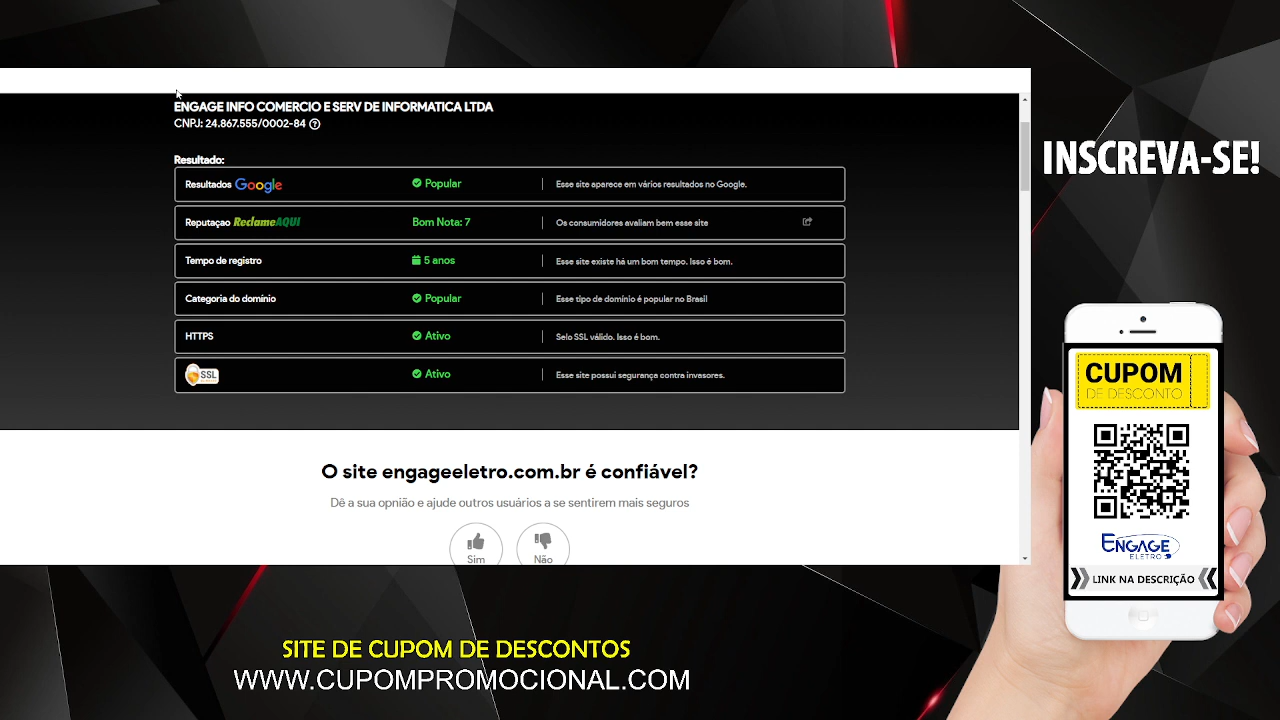 ENGAGE INFO COMERCIO E SERV DE INFORMATICA LTDA
CNPJ: 24.867.555/0002-84
Resultado:
Resultados Google Popular Esse site aparece em vários resultados no Google.
Reputaçao ReclameAQUI Bom Nota: 7 Os consumidores avaliam bem esse site
Tempo de registro 5 anos Esse site existe há um bom tempo. Isso é bom.
Categoria do domínio Popular Esse tipo de domínio é popular no Brasil
HTTPS Ativo Selo SSL válido. Isso é bom.
SSL Ativo Esse site possui segurança contra invasores.
O site engageeletro.com.br é confiável?
Dê a sua opnião e ajude outros usuários a se sentirem mais seguros
Sim Não
INSCREVA-SE!
CUPOM
DE DESCONTO
ENGAGE
ELETRO
LINK NA DESCRIÇÃO
SITE DE CUPOM DE DESCONTOS
WWW.CUPOMPROMOCIONAL.COM